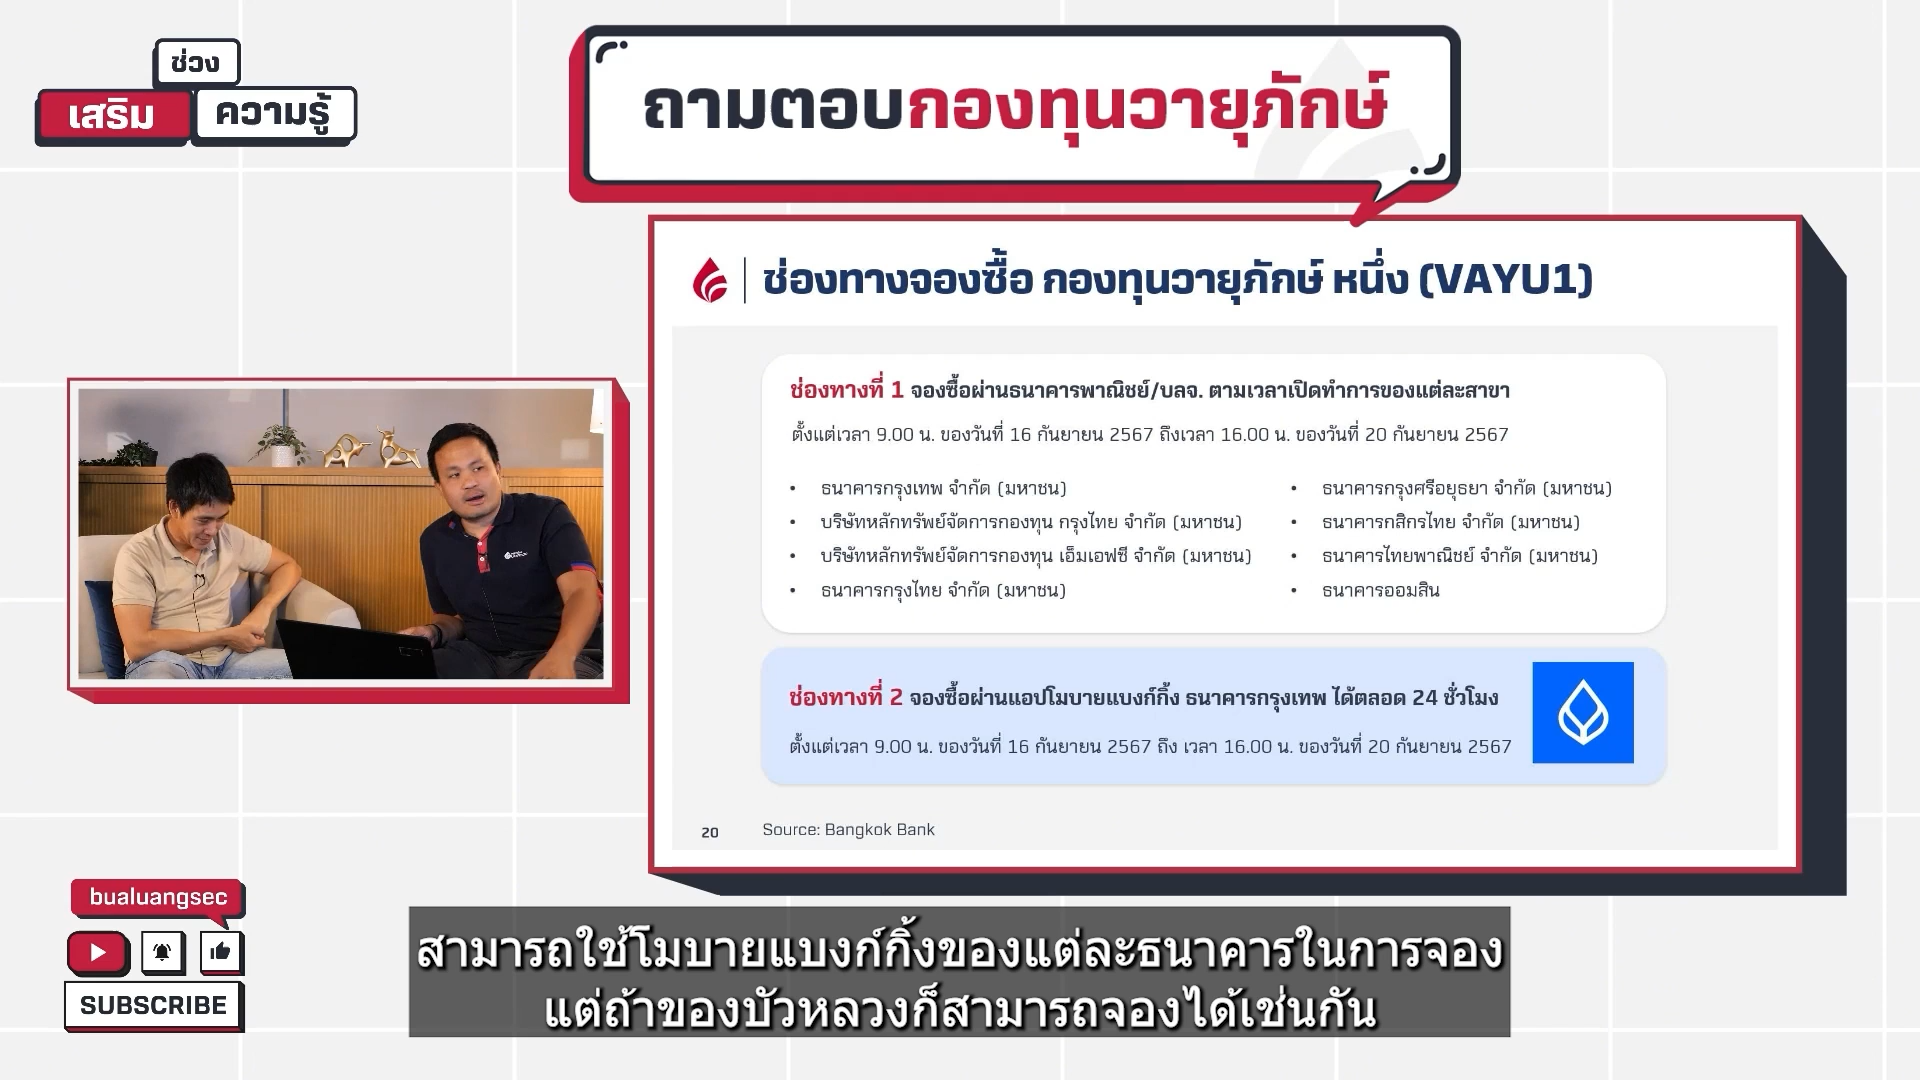 ช่วง
เสริม ความรู้
ถามตอบกองทุนวายุภักษ์
ช่องทางจองซื้อ กองทุนวายุภักษ์ หนึ่ง (VAYU1)
ช่องทางที่ 1 จองซื้อผ่านธนาคารพาณิชย์/บลจ. ตามเวลาเปิดทำการของแต่ละสาขา
ตั้งแต่เวลา 9.00 น. ของวันที่ 16 กันยายน 2567 ถึงเวลา 16.00 น. ของวันที่ 20 กันยายน 2567
• ธนาคารกรุงเทพ จำกัด (มหาชน)
• บริษัทหลักทรัพย์จัดการกองทุน กรุงไทย จำกัด (มหาชน)
• บริษัทหลักทรัพย์จัดการกองทุน เอ็มเอฟซี จำกัด (มหาชน)
• ธนาคารกรุงไทย จำกัด (มหาชน)
• ธนาคารกรุงศรีอยุธยา จำกัด (มหาชน)
• ธนาคารกสิกรไทย จำกัด (มหาชน)
• ธนาคารไทยพาณิชย์ จำกัด (มหาชน)
• ธนาคารออมสิน
ช่องทางที่ 2 จองซื้อผ่านแอปโมบายแบงก์กิ้ง ธนาคารกรุงเทพ ได้ตลอด 24 ชั่วโมง
ตั้งแต่เวลา 9.00 น. ของวันที่ 16 กันยายน 2567 ถึง เวลา 16.00 น. ของวันที่ 20 กันยายน 2567
20 Source: Bangkok Bank
bualuangsec
SUBSCRIBE
สามารถใช้โมบายแบงก์กิ้งของแต่ละธนาคารในการจอง
แต่ถ้าของบัวหลวงก็สามารถจองได้เช่นกัน